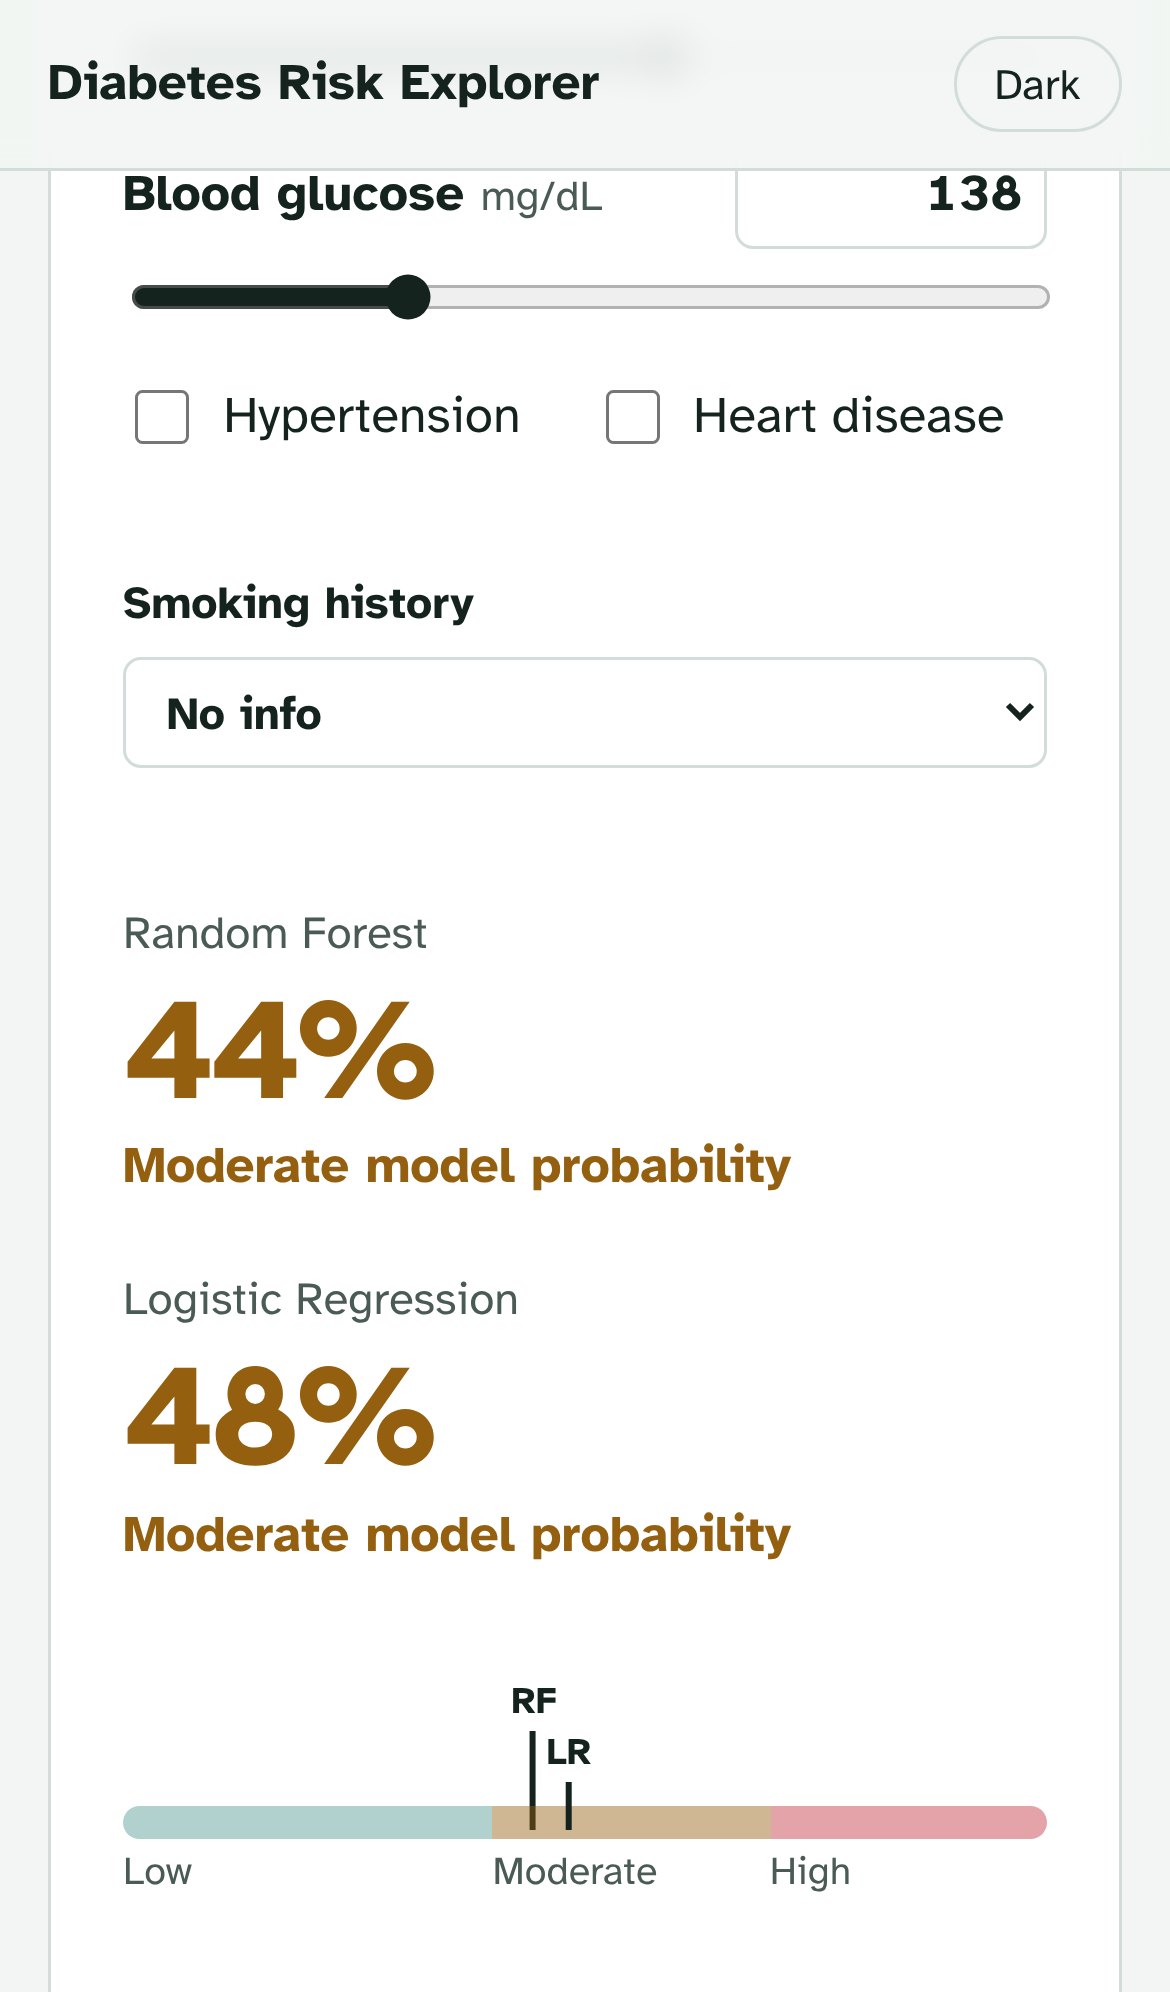 Diabetes Risk Explorer
Dark
Blood glucose mg/dL
138
Hypertension
Heart disease
Smoking history
No info
Random Forest
44%
Moderate model probability
Logistic Regression
48%
Moderate model probability
RF
LR
Low
Moderate
High